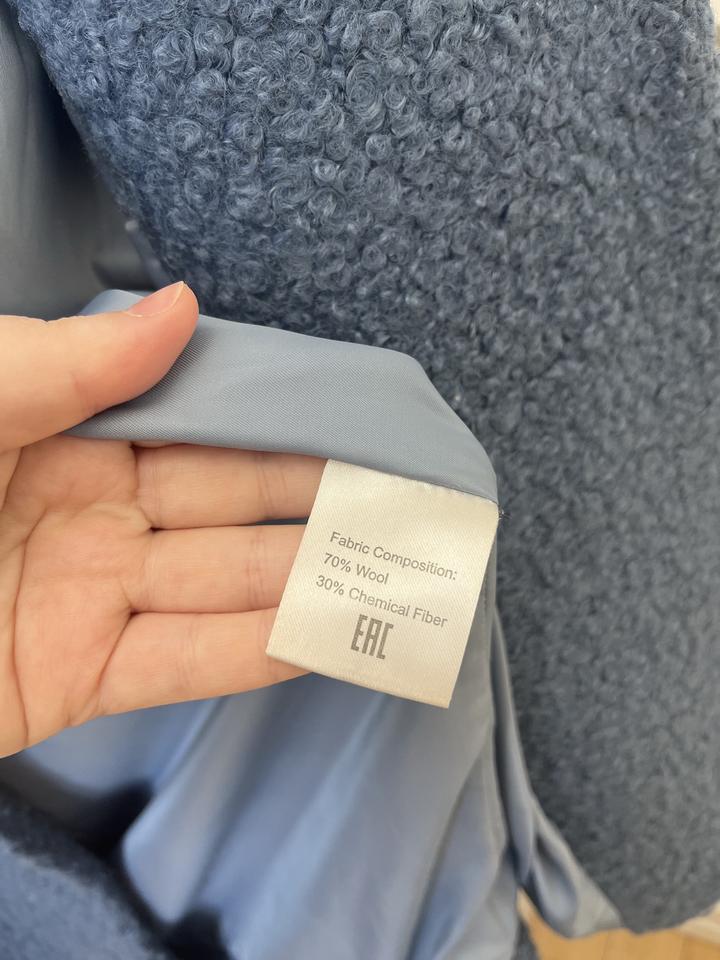 Fabric Composition:
70% Wool
30% Chemical Fiber
EAC